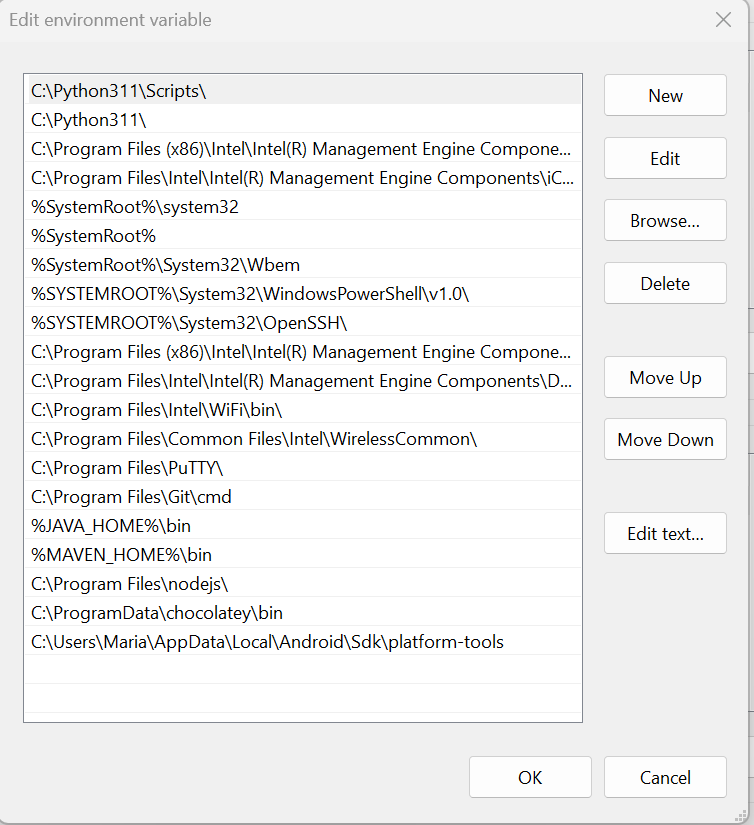 Edit environment variable
C:\Python311\Scripts\
C:\Python311\
C:\Program Files (x86)\Intel\Intel(R) Management Engine Compone...
C:\Program Files\Intel\Intel(R) Management Engine Components\iC...
%SystemRoot%\system32
%SystemRoot%
%SystemRoot%\System32\Wbem
%SYSTEMROOT%\System32\WindowsPowerShell\v1.0\
%SYSTEMROOT%\System32\OpenSSH\
C:\Program Files (x86)\Intel\Intel(R) Management Engine Compone...
C:\Program Files\Intel\Intel(R) Management Engine Components\D...
C:\Program Files\Intel\WiFi\bin\
C:\Program Files\Common Files\Intel\WirelessCommon\
C:\Program Files\PuTTY\
C:\Program Files\Git\cmd
%JAVA_HOME%\bin
%MAVEN_HOME%\bin
C:\Program Files\nodejs\
C:\ProgramData\chocolatey\bin
C:\Users\Maria\AppData\Local\Android\Sdk\platform-tools
New
Edit
Browse...
Delete
Move Up
Move Down
Edit text...
OK
Cancel